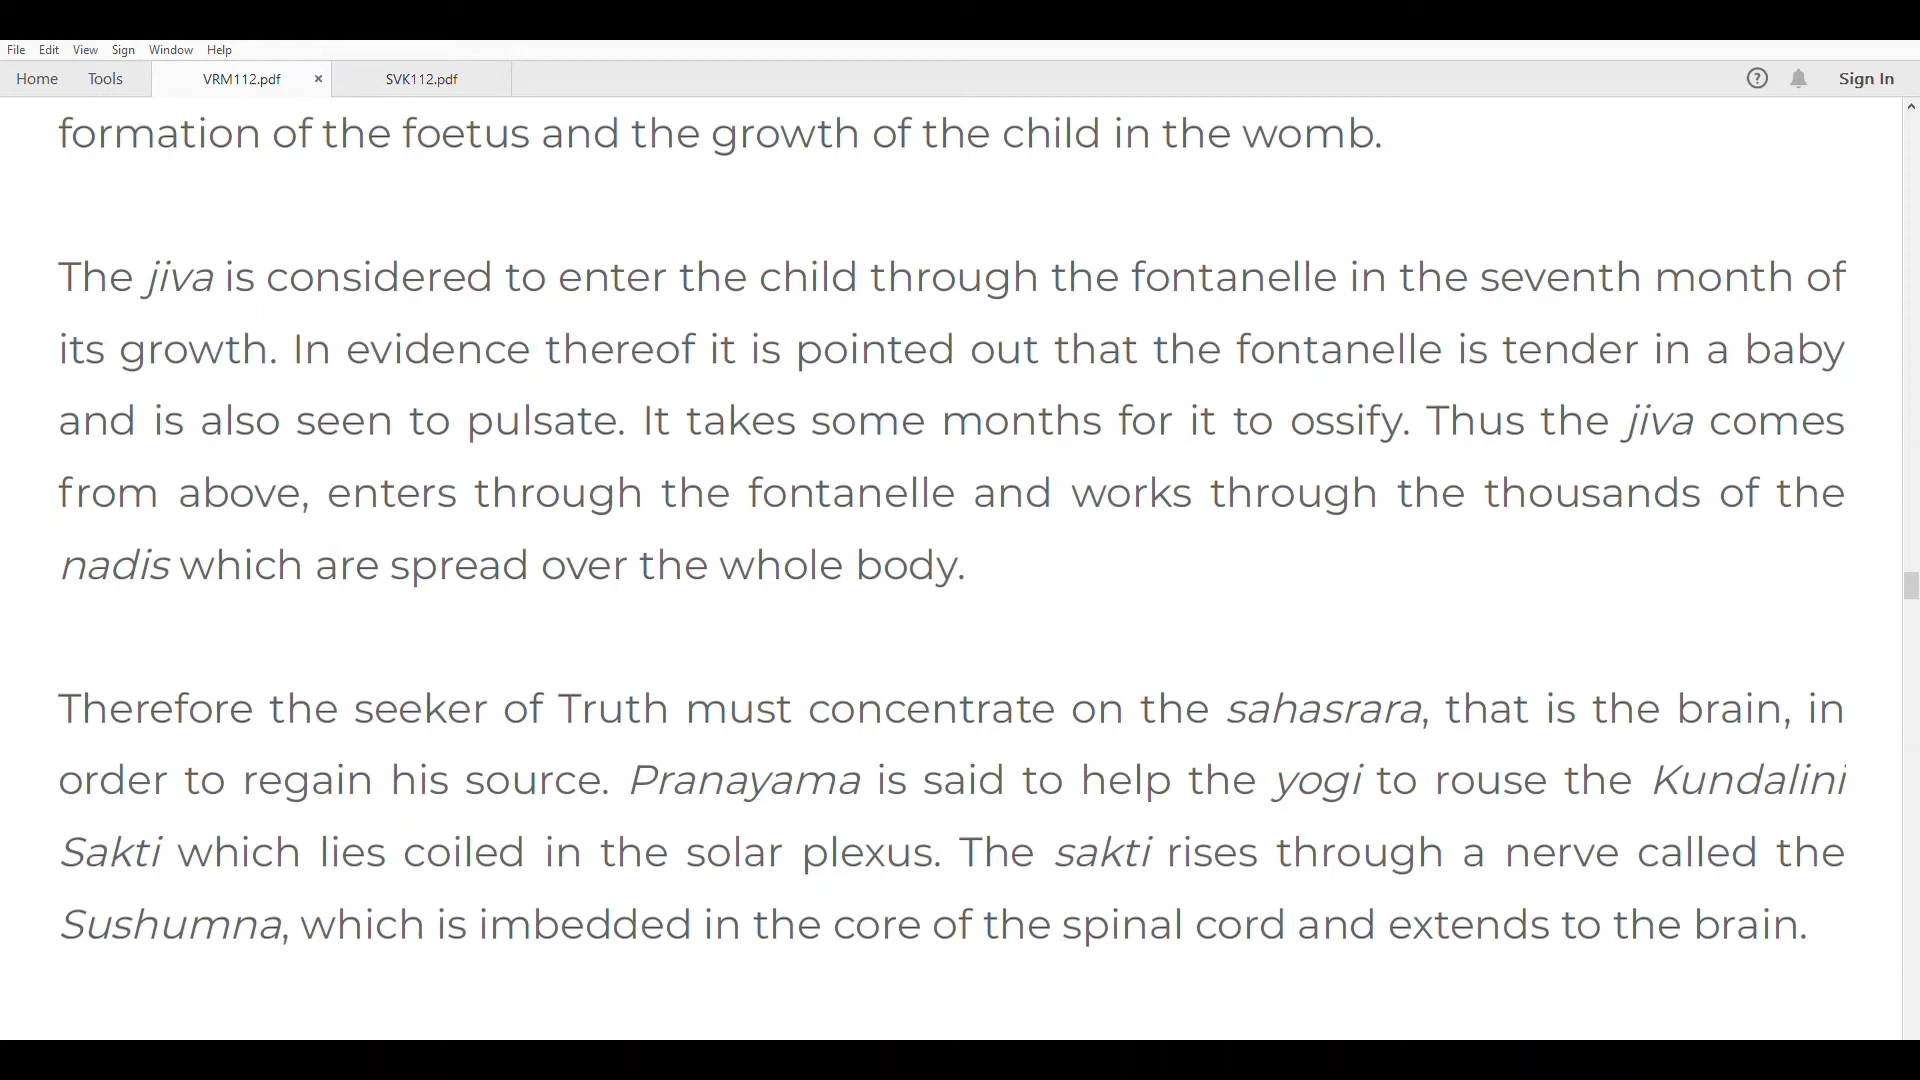 File Edit View Sign Window Help
Home Tools VRM112.pdf × SVK112.pdf ? Sign In
formation of the foetus and the growth of the child in the womb.
The jiva is considered to enter the child through the fontanelle in the seventh month of
its growth. In evidence thereof it is pointed out that the fontanelle is tender in a baby
and is also seen to pulsate. It takes some months for it to ossify. Thus the jiva comes
from above, enters through the fontanelle and works through the thousands of the
nadis which are spread over the whole body.
Therefore the seeker of Truth must concentrate on the sahasrara, that is the brain, in
order to regain his source. Pranayama is said to help the yogi to rouse the Kundalini
Sakti which lies coiled in the solar plexus. The sakti rises through a nerve called the
Sushumna, which is imbedded in the core of the spinal cord and extends to the brain.